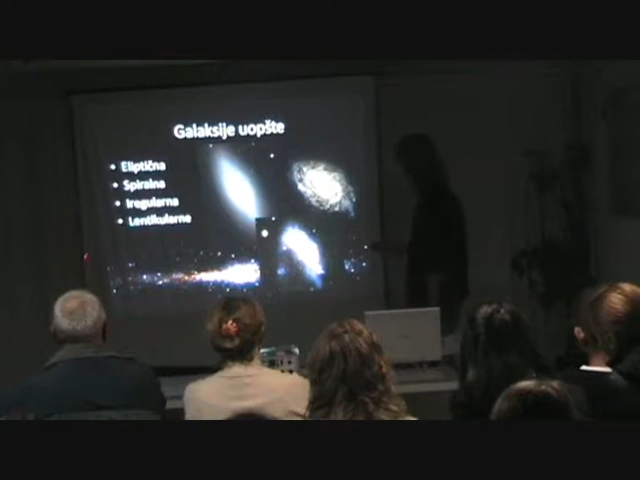 Galaksije uopšte
• Eliptična
• Spiralna
• Iregularna
• Lentikularne